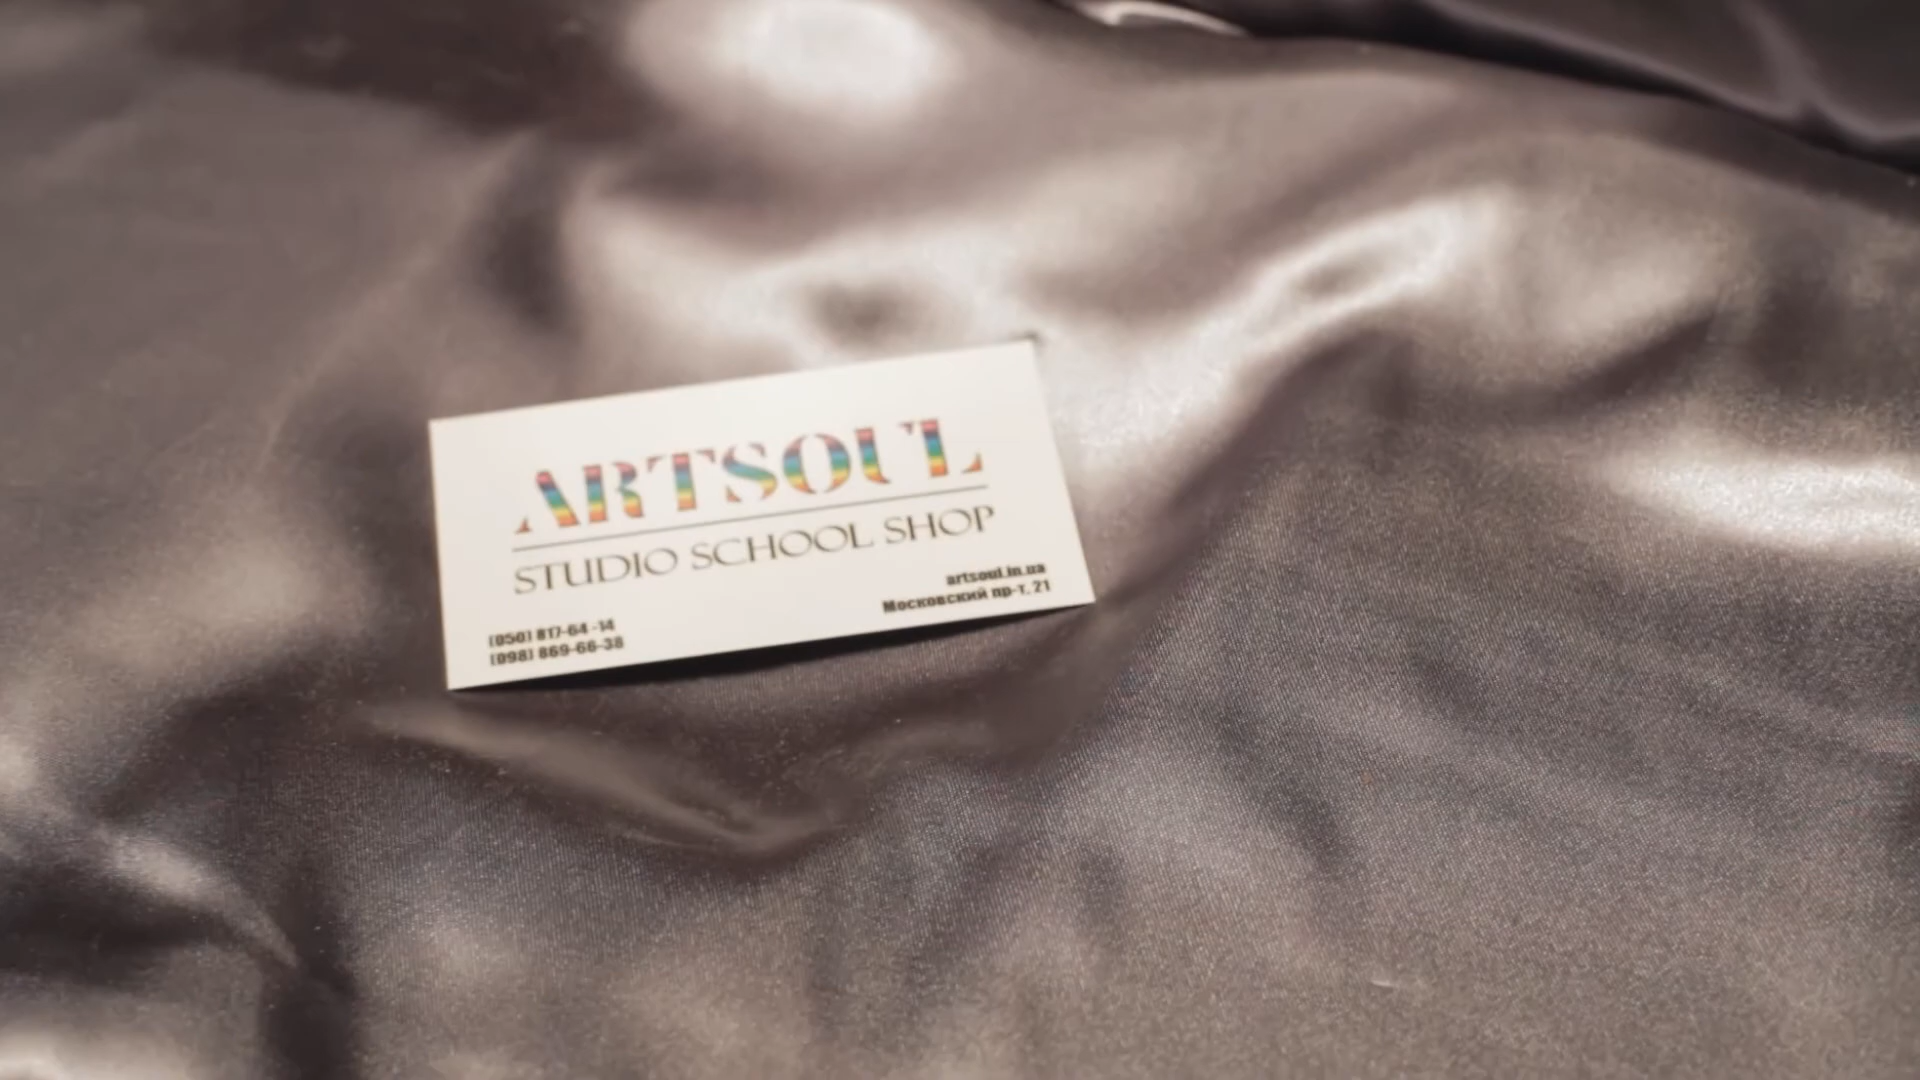 ARTSOUL
STUDIO SCHOOL SHOP
artsoul.in.ua
Московский пр-т, 21
(050) 817-64-14
(098) 869-66-38